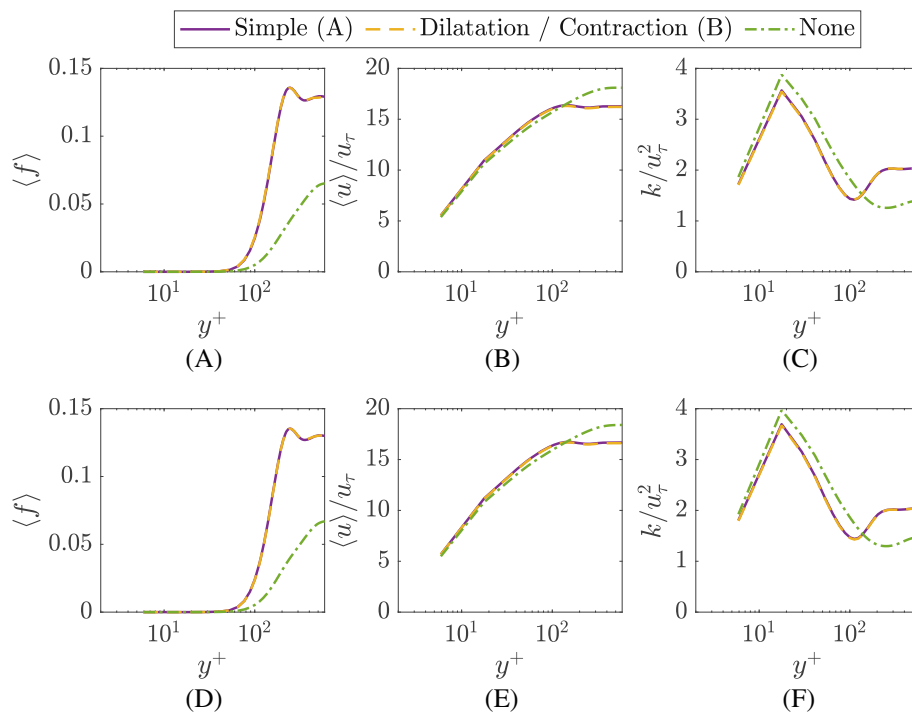 Simple (A) Dilatation / Contraction (B) None
0.15 20 4
0.1 15 3
⟨f⟩ ⟨u⟩/u_τ k/u_τ^2
10 2
0.05 5 1
0 0 0
10^1 10^2 10^1 10^2 10^1 10^2
y^+ y^+ y^+
(A) (B) (C)
0.15 20 4
0.1 15 3
⟨f⟩ ⟨u⟩/u_τ k/u_τ^2
10 2
0.05 5 1
0 0 0
10^1 10^2 10^1 10^2 10^1 10^2
y^+ y^+ y^+
(D) (E) (F)